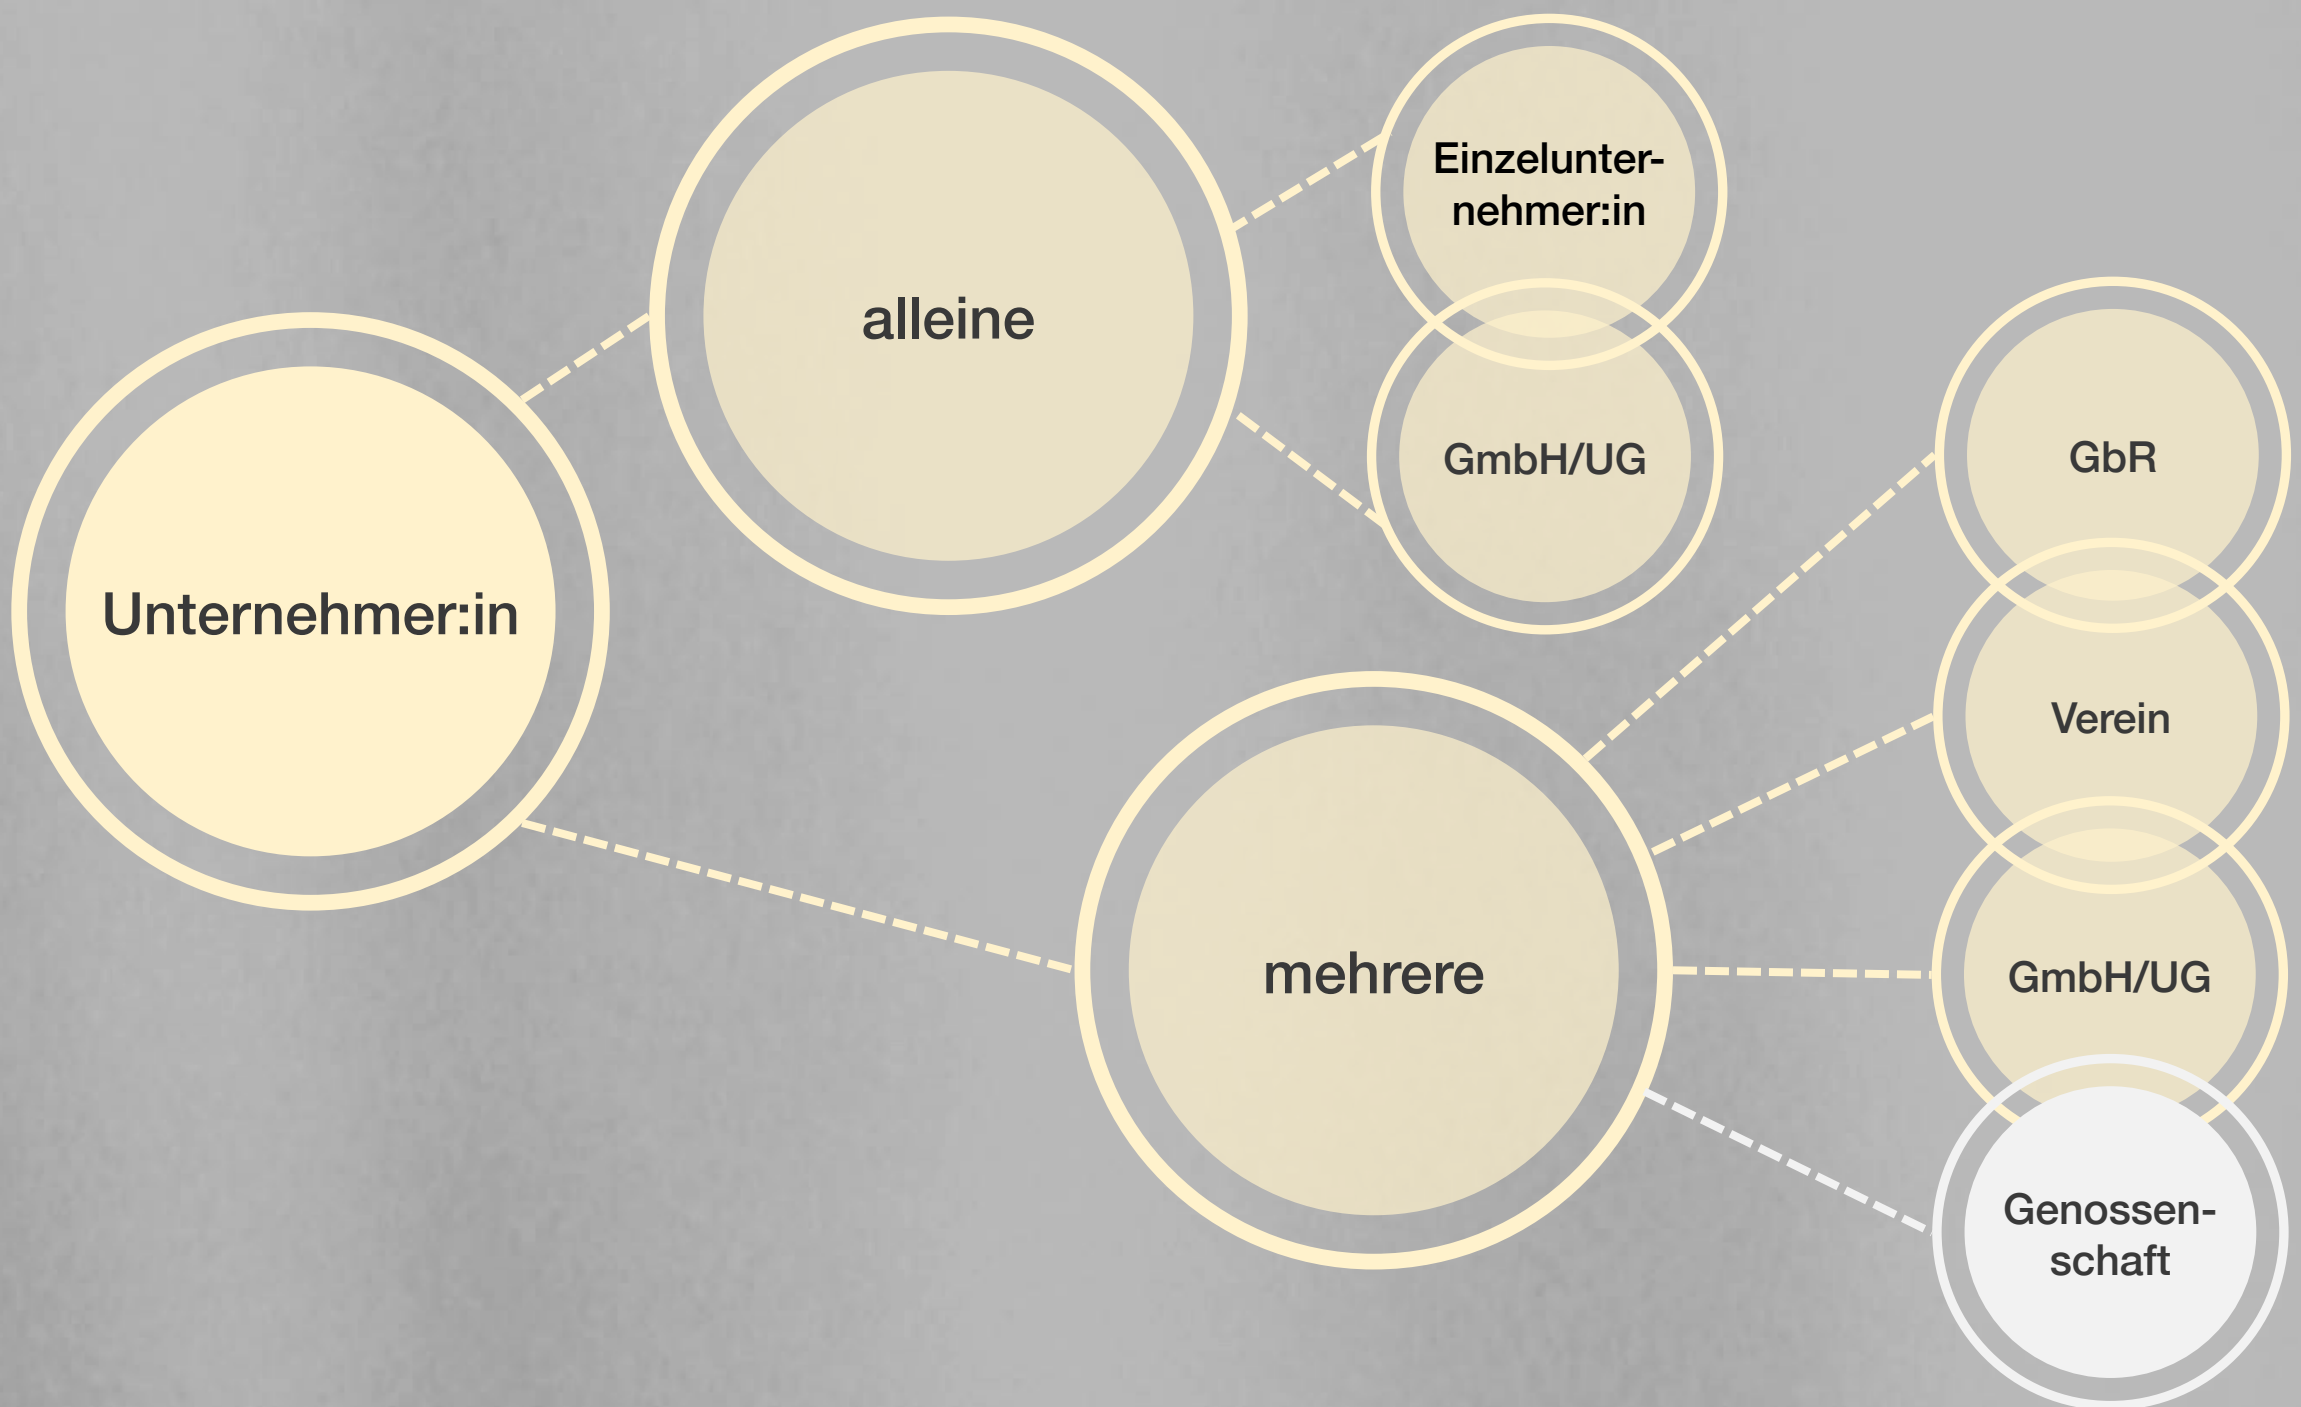 Unternehmer:in
alleine
Einzelunter-
nehmer:in
GmbH/UG
mehrere
GbR
Verein
GmbH/UG
Genossen-
schaft